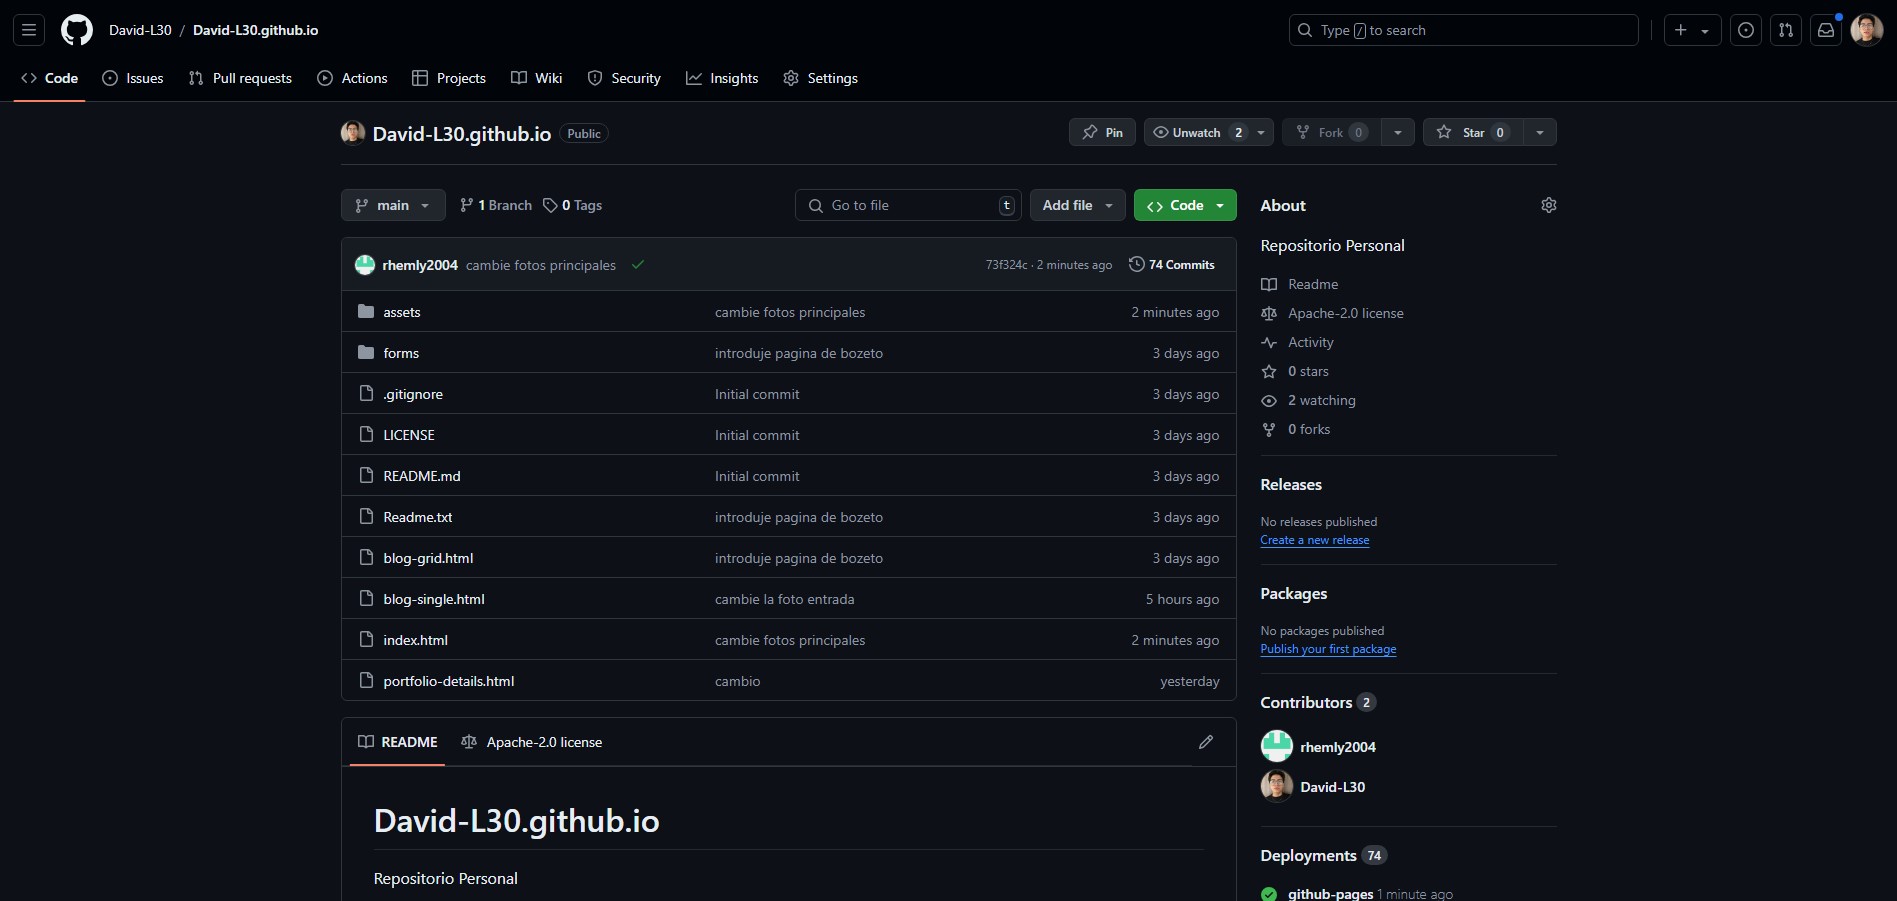 David-L30 / David-L30.github.io
Type / to search
Code Issues Pull requests Actions Projects Wiki Security Insights Settings
David-L30.github.io Public
Pin Unwatch 2 Fork 0 Star 0
main 1 Branch 0 Tags Go to file t Add file Code
rhemly2004 cambie fotos principales 73f324c · 2 minutes ago 74 Commits
assets cambie fotos principales 2 minutes ago
forms introduje pagina de bozeto 3 days ago
.gitignore Initial commit 3 days ago
LICENSE Initial commit 3 days ago
README.md Initial commit 3 days ago
Readme.txt introduje pagina de bozeto 3 days ago
blog-grid.html introduje pagina de bozeto 3 days ago
blog-single.html cambie la foto entrada 5 hours ago
index.html cambie fotos principales 2 minutes ago
portfolio-details.html cambio yesterday
README Apache-2.0 license
David-L30.github.io
Repositorio Personal
About
Repositorio Personal
Readme
Apache-2.0 license
Activity
0 stars
2 watching
0 forks
Releases
No releases published
Create a new release
Packages
No packages published
Publish your first package
Contributors 2
rhemly2004
David-L30
Deployments 74
github-pages 1 minute ago